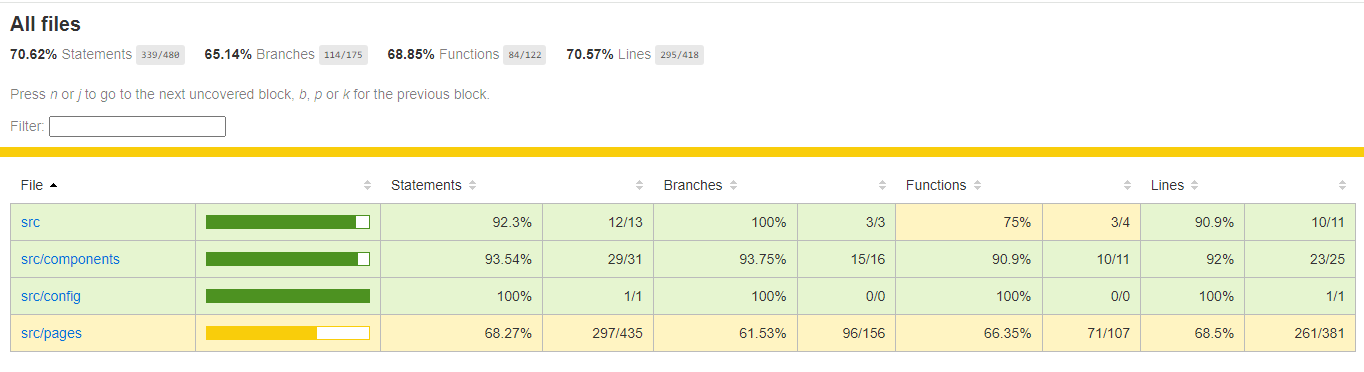 All files
70.62% Statements 339/480 65.14% Branches 114/175 68.85% Functions 84/122 70.57% Lines 295/418
Press n or j to go to the next uncovered block, b, p or k for the previous block.
Filter:
File Statements Branches Functions Lines
src 92.3% 12/13 100% 3/3 75% 3/4 90.9% 10/11
src/components 93.54% 29/31 93.75% 15/16 90.9% 10/11 92% 23/25
src/config 100% 1/1 100% 0/0 100% 0/0 100% 1/1
src/pages 68.27% 297/435 61.53% 96/156 66.35% 71/107 68.5% 261/381